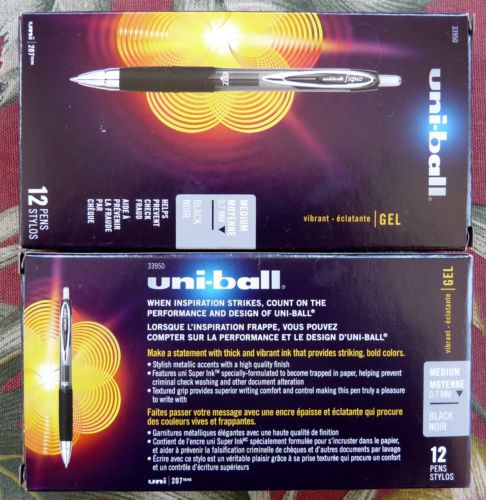 33950
uni-ball
vibrant • éclatante | GEL
uni-ball signo
uni 207
12 PENS
STYLOS
HELPS
PREVENT
CHECK
FRAUD
AIDE À
PRÉVENIR
LA FRAUDE
PAR
CHÈQUE
MEDIUM
MOYENNE
0.7 MM
BLACK
NOIR
33950
uni-ball
WHEN INSPIRATION STRIKES, COUNT ON THE
PERFORMANCE AND DESIGN OF UNI-BALL®
LORSQUE L'INSPIRATION FRAPPE, VOUS POUVEZ
COMPTER SUR LA PERFORMANCE ET LE DESIGN D'UNI-BALL®
Make a statement with thick and vibrant ink that provides striking, bold colors.
• Stylish metallic accents with a high quality finish
• Features uni Super Ink™ specially-formulated to become trapped in paper, helping prevent
criminal check washing and other document alteration
• Textured grip provides superior writing comfort and control making this pen truly a pleasure
to write with
Faites passer votre message avec une encre épaisse et éclatante qui procure
des couleurs vives et frappantes.
• Garnitures métalliques élégantes avec une haute qualité de finition
• Contient de l'encre uni Super Ink™ spécialement formulée pour s'incruster dans le papier,
et aider à prévenir la falsification criminelle de chèques et d'autres documents par lavage
• Écrire avec ce stylo est un véritable plaisir grâce à sa prise texturée qui procure un confort
et un contrôle d'écriture supérieurs
uni 207
vibrant • éclatante | GEL
MEDIUM
MOYENNE
0.7 MM
BLACK
NOIR
12
PENS
STYLOS